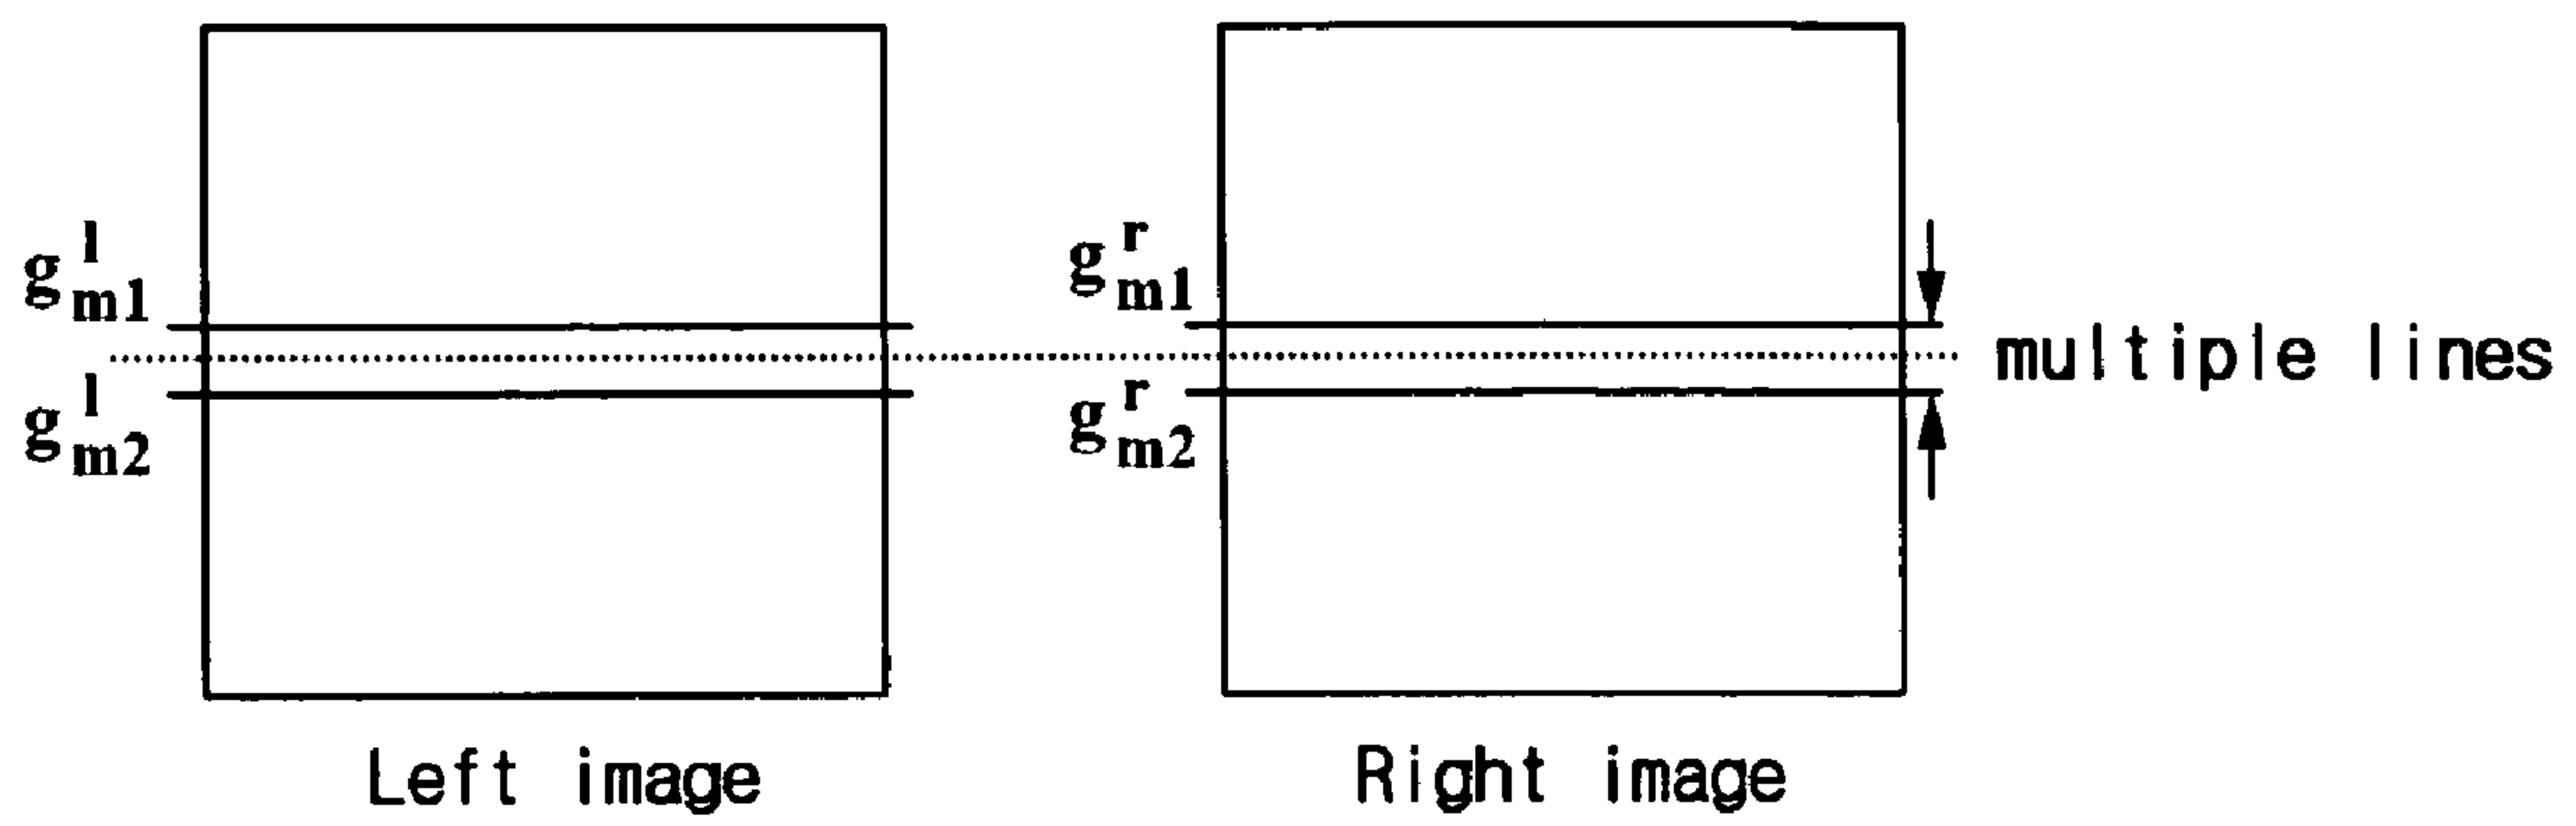 g^l_m1
g^r_m1
multiple lines
g^l_m2
g^r_m2
Left image
Right image